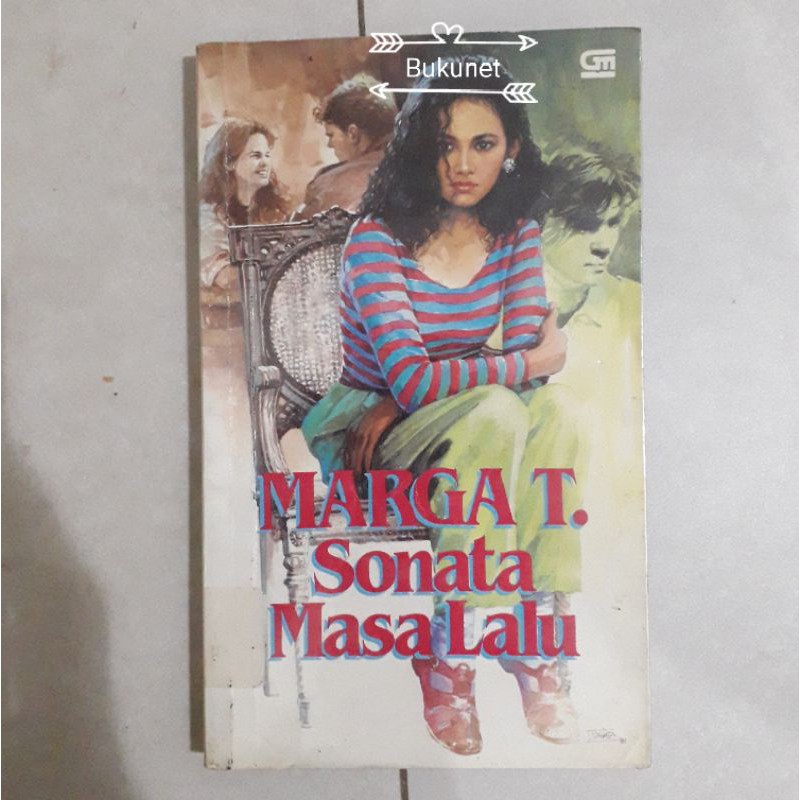 Bukunet
GM
MARGA T.
Sonata
Masa Lalu